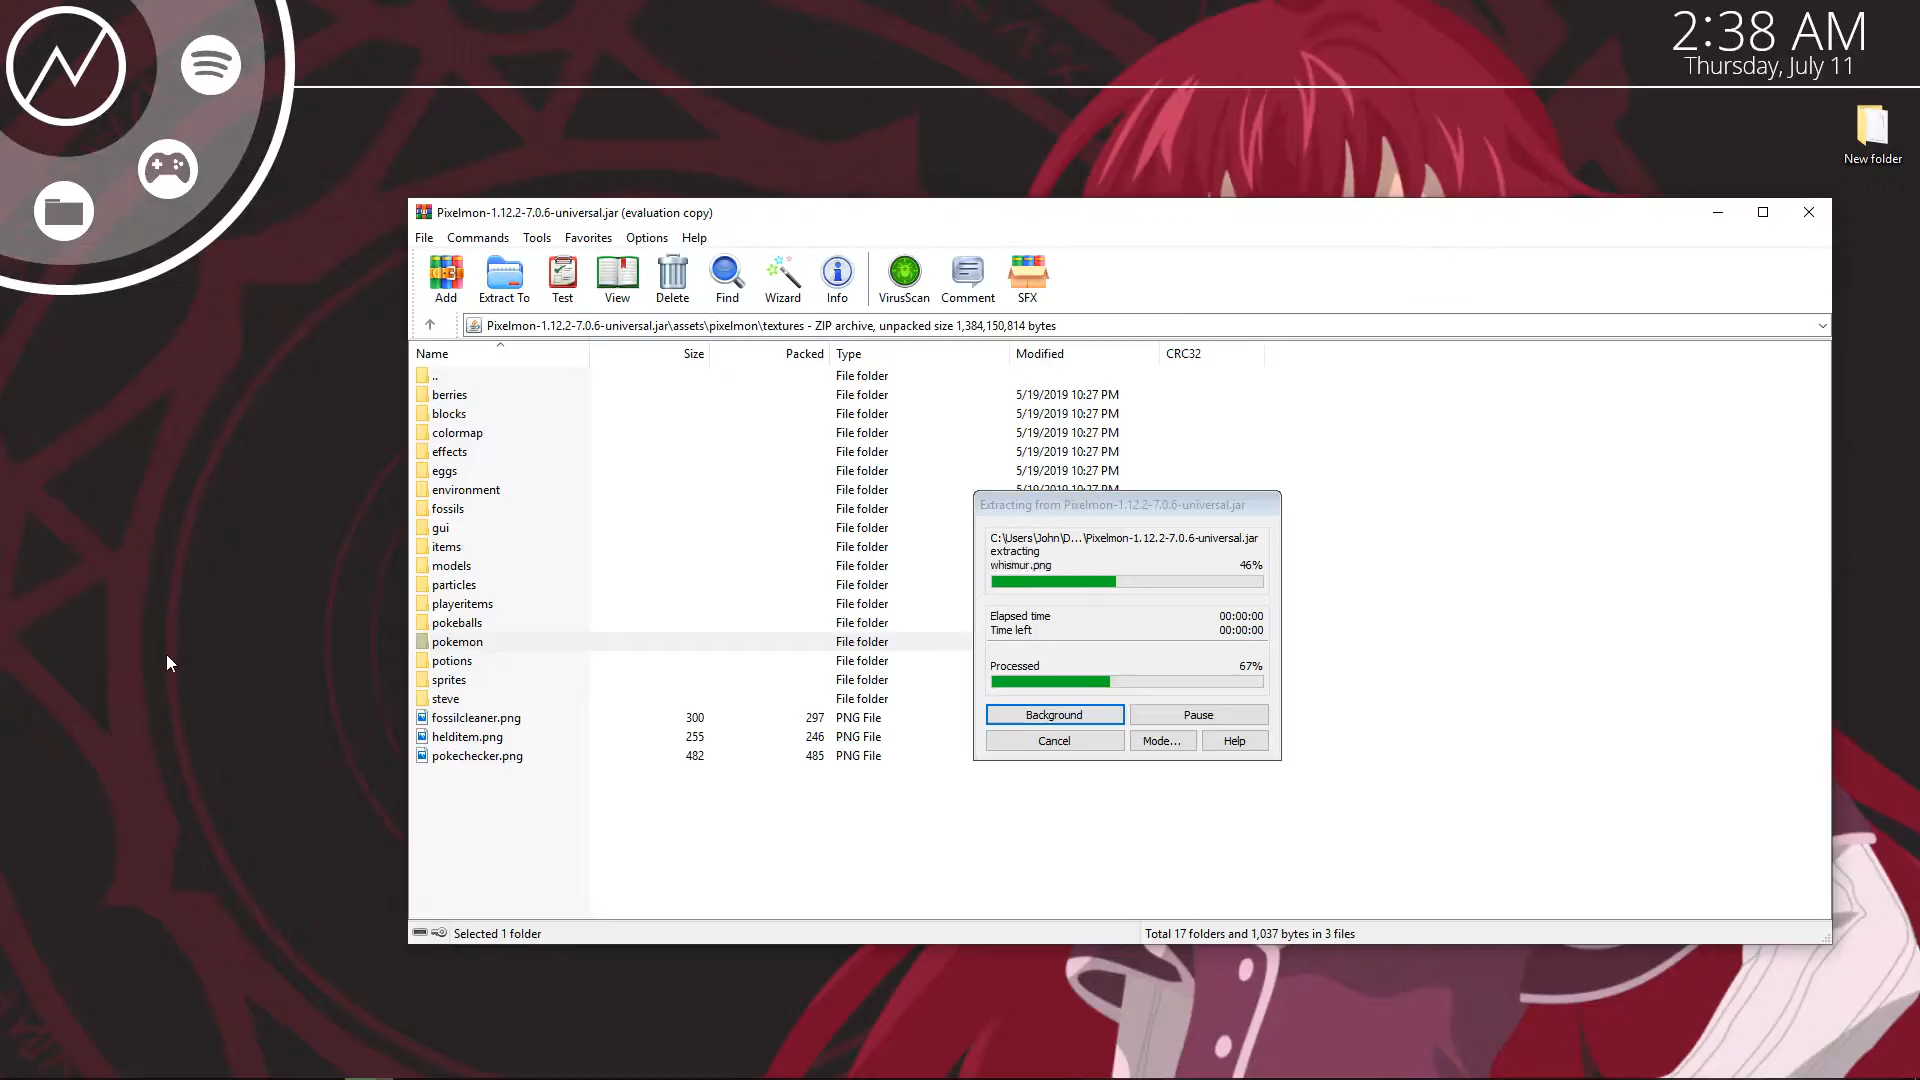 2:38 AM
Thursday, July 11
New folder
Pixelmon-1.12.2-7.0.6-universal.jar (evaluation copy)
File Commands Tools Favorites Options Help
Add Extract To Test View Delete Find Wizard Info VirusScan Comment SFX
Pixelmon-1.12.2-7.0.6-universal.jar\assets\pixelmon\textures - ZIP archive, unpacked size 1,384,150,814 bytes
Name Size Packed Type Modified CRC32
.. File folder
berries File folder 5/19/2019 10:27 PM
blocks File folder 5/19/2019 10:27 PM
colormap File folder 5/19/2019 10:27 PM
effects File folder 5/19/2019 10:27 PM
eggs File folder 5/19/2019 10:27 PM
environment File folder 5/19/2019 10:27 PM
fossils File folder
gui File folder
items File folder
models File folder
particles File folder
playeritems File folder
pokeballs File folder
pokemon File folder
potions File folder
sprites File folder
steve File folder
fossilcleaner.png 300 297 PNG File
helditem.png 255 246 PNG File
pokechecker.png 482 485 PNG File
Extracting from Pixelmon-1.12.2-7.0.6-universal.jar
C:\Users\John\D...\Pixelmon-1.12.2-7.0.6-universal.jar
extracting
whismur.png 46%
Elapsed time 00:00:00
Time left 00:00:00
Processed 67%
Background Pause
Cancel Mode... Help
Selected 1 folder
Total 17 folders and 1,037 bytes in 3 files